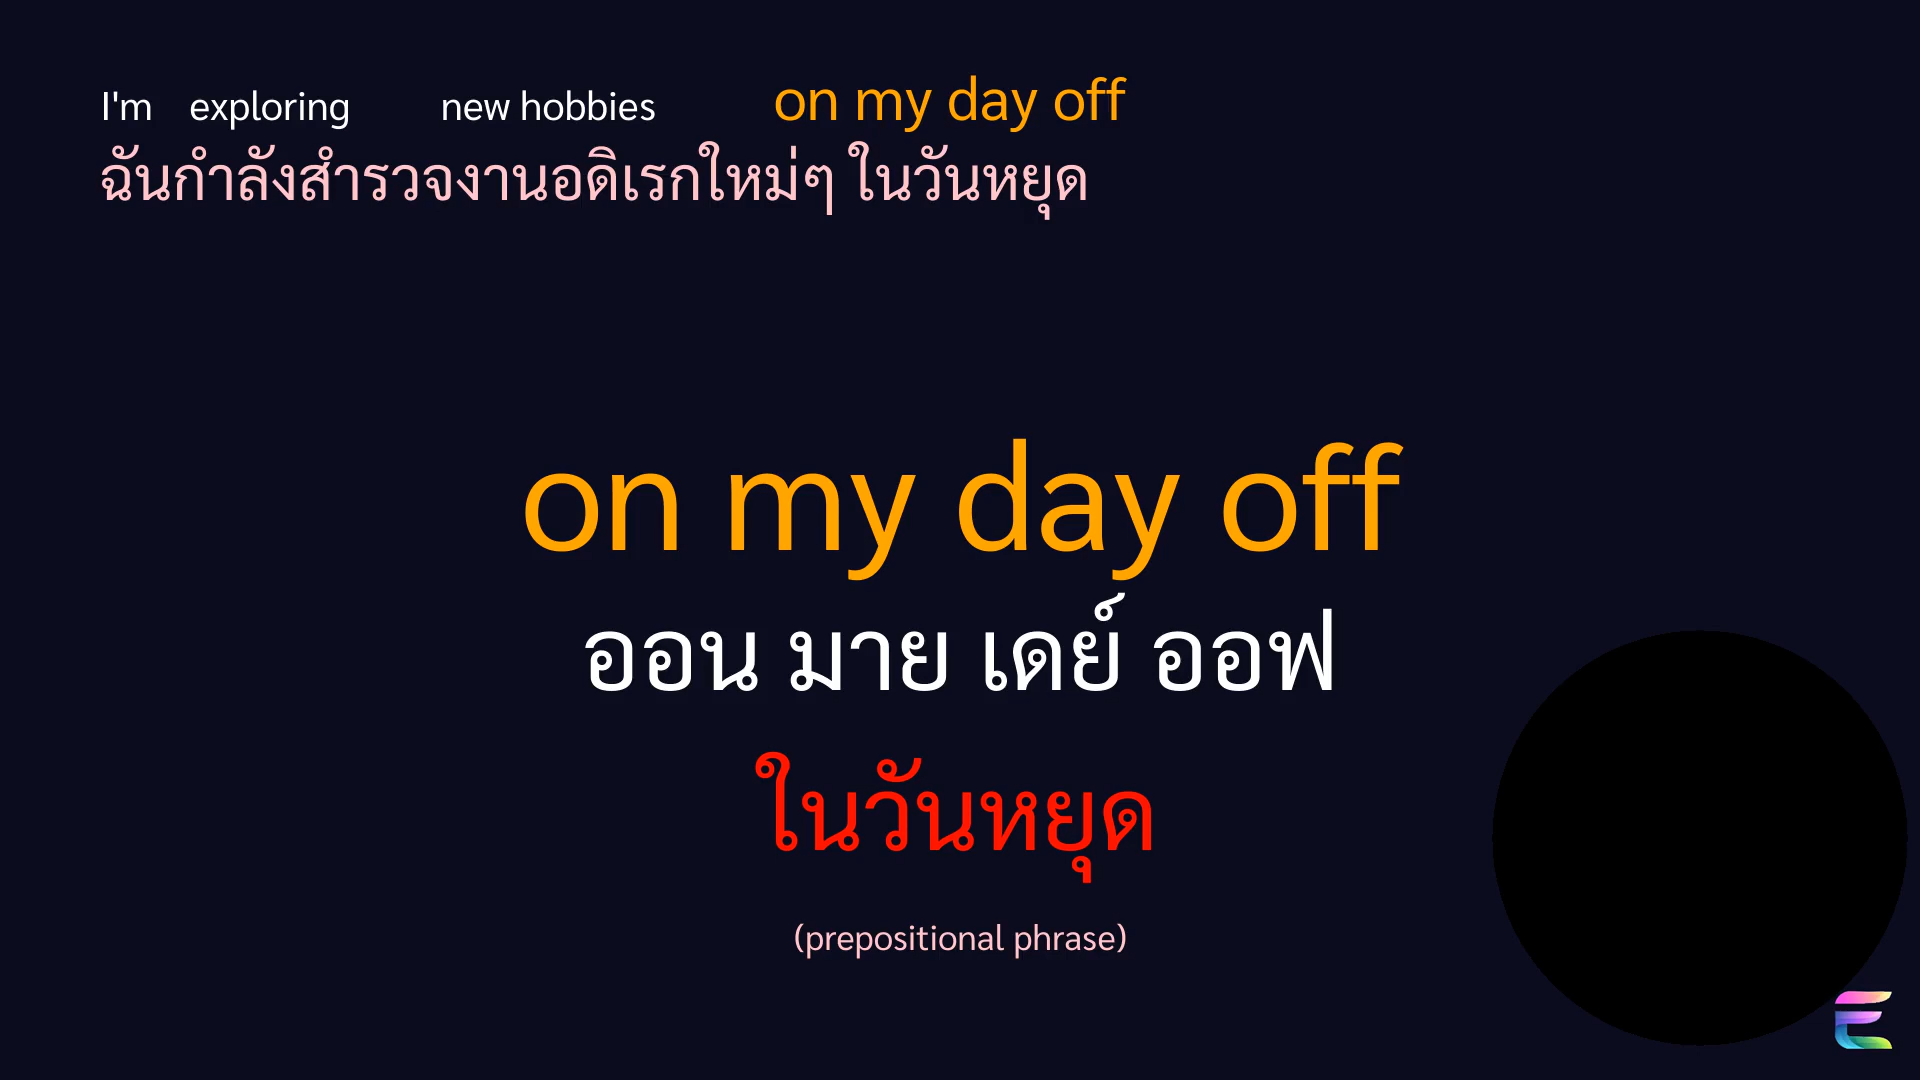 I'm exploring new hobbies on my day off
ฉันกำลังสำรวจงานอดิเรกใหม่ๆ ในวันหยุด
on my day off
ออน มาย เดย์ ออฟ
ในวันหยุด
(prepositional phrase)